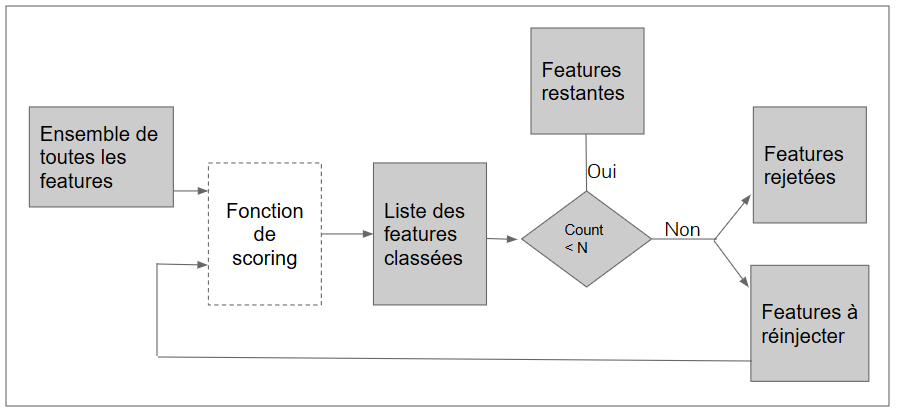 Ensemble de
toutes les
features
Fonction
de
scoring
Liste des
features
classées
Count
< N
Oui
Features
restantes
Non
Features
rejetées
Features à
réinjecter